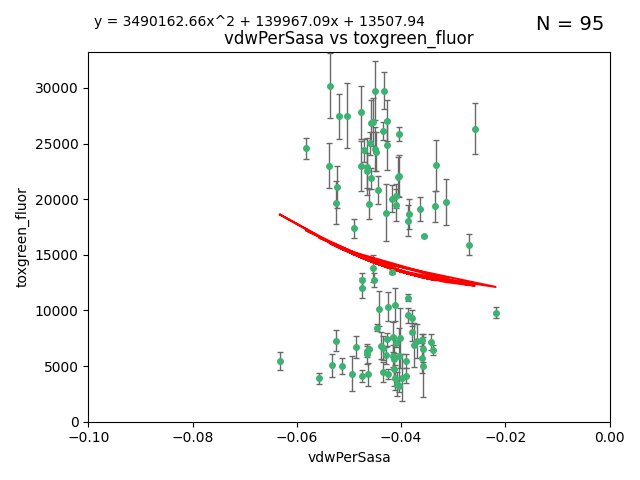 y = 3490162.66x^2 + 139967.09x + 13507.94
N = 95
vdwPerSasa vs toxgreen_fluor
30000
25000
20000
15000
10000
5000
0
toxgreen_fluor
−0.10 −0.08 −0.06 −0.04 −0.02 0.00
vdwPerSasa